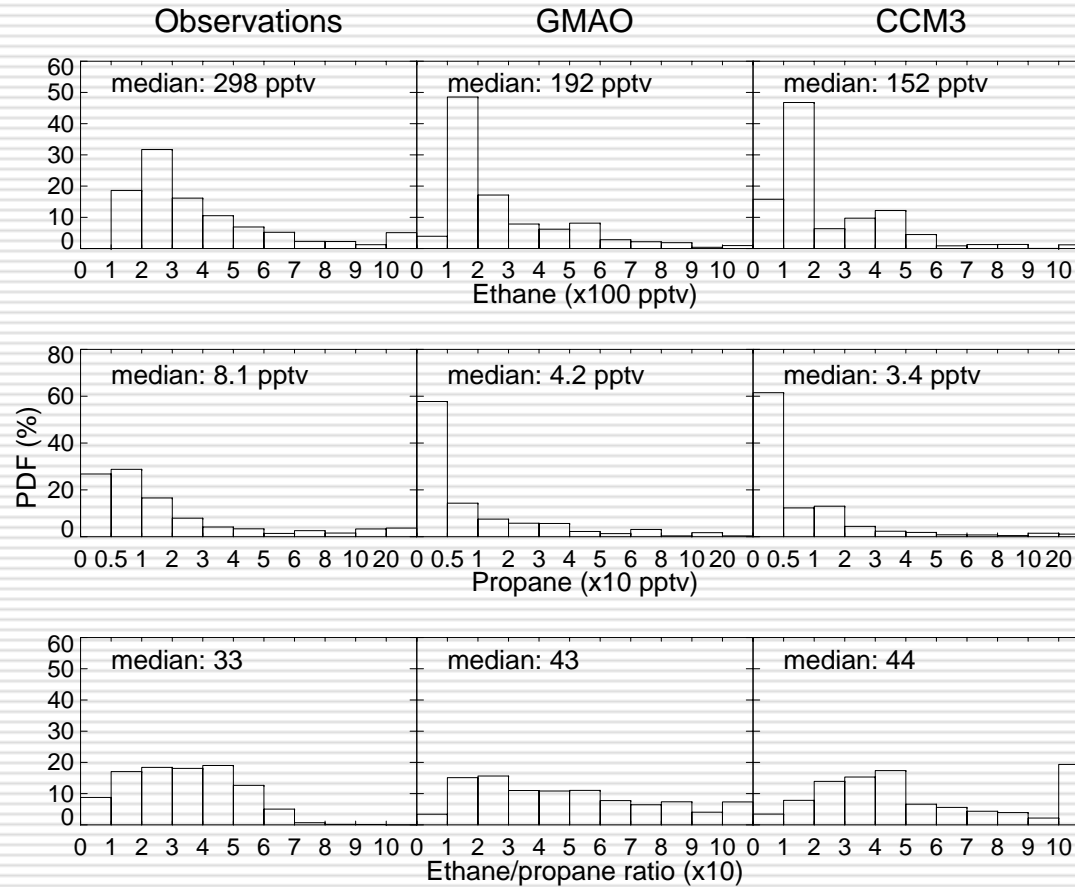 Observations GMAO CCM3
60 median: 298 pptv median: 192 pptv median: 152 pptv
50
40
30
20
10
0
0 1 2 3 4 5 6 7 8 9 10 0 1 2 3 4 5 6 7 8 9 10 0 1 2 3 4 5 6 7 8 9 10
Ethane (x100 pptv)
80 median: 8.1 pptv median: 4.2 pptv median: 3.4 pptv
60
40
20
0
PDF (%)
0 0.5 1 2 3 4 5 6 8 10 20 0 0.5 1 2 3 4 5 6 8 10 20 0 0.5 1 2 3 4 5 6 8 10 20
Propane (x10 pptv)
60 median: 33 median: 43 median: 44
50
40
30
20
10
0
0 1 2 3 4 5 6 7 8 9 10 0 1 2 3 4 5 6 7 8 9 10 0 1 2 3 4 5 6 7 8 9 10
Ethane/propane ratio (x10)